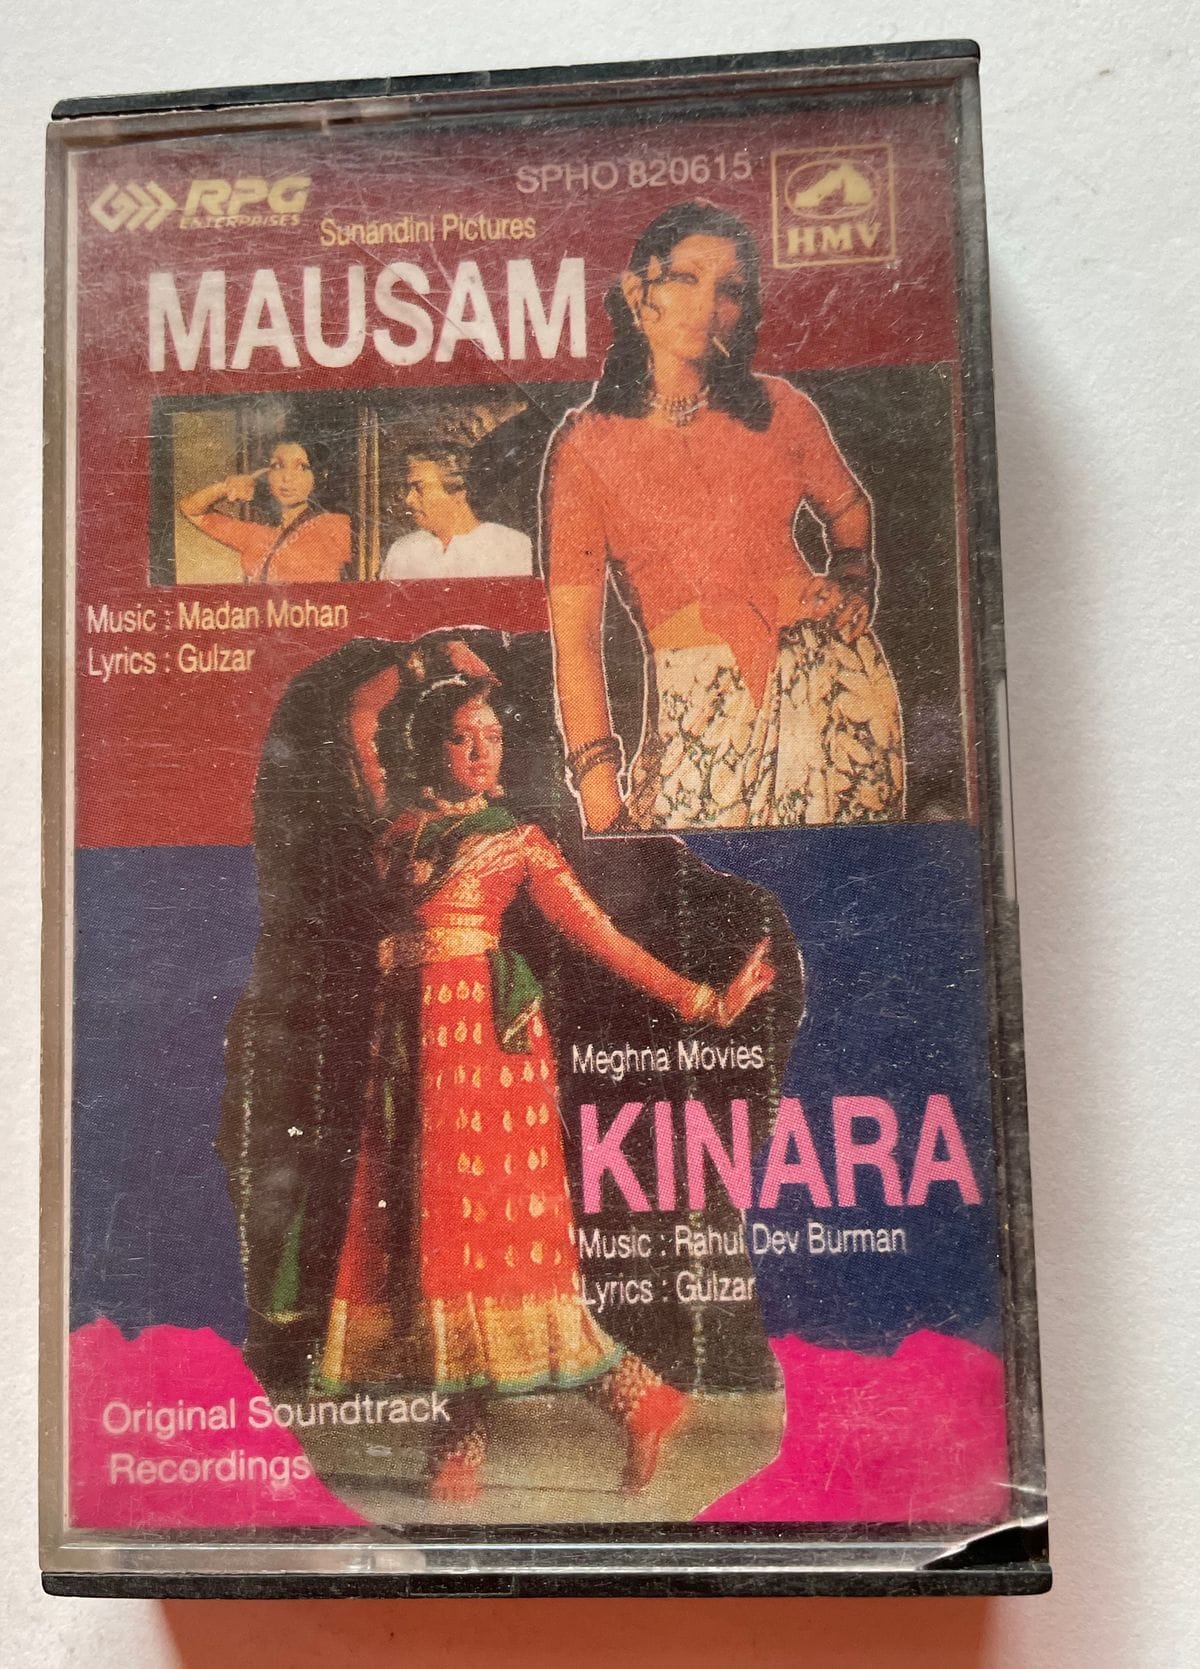 RPG
ENTERPRISES
SPHO 820615
HMV
Sunandini Pictures
MAUSAM
Music : Madan Mohan
Lyrics : Gulzar
Meghna Movies
KINARA
Music : Rahul Dev Burman
Lyrics : Gulzar
Original Soundtrack
Recordings